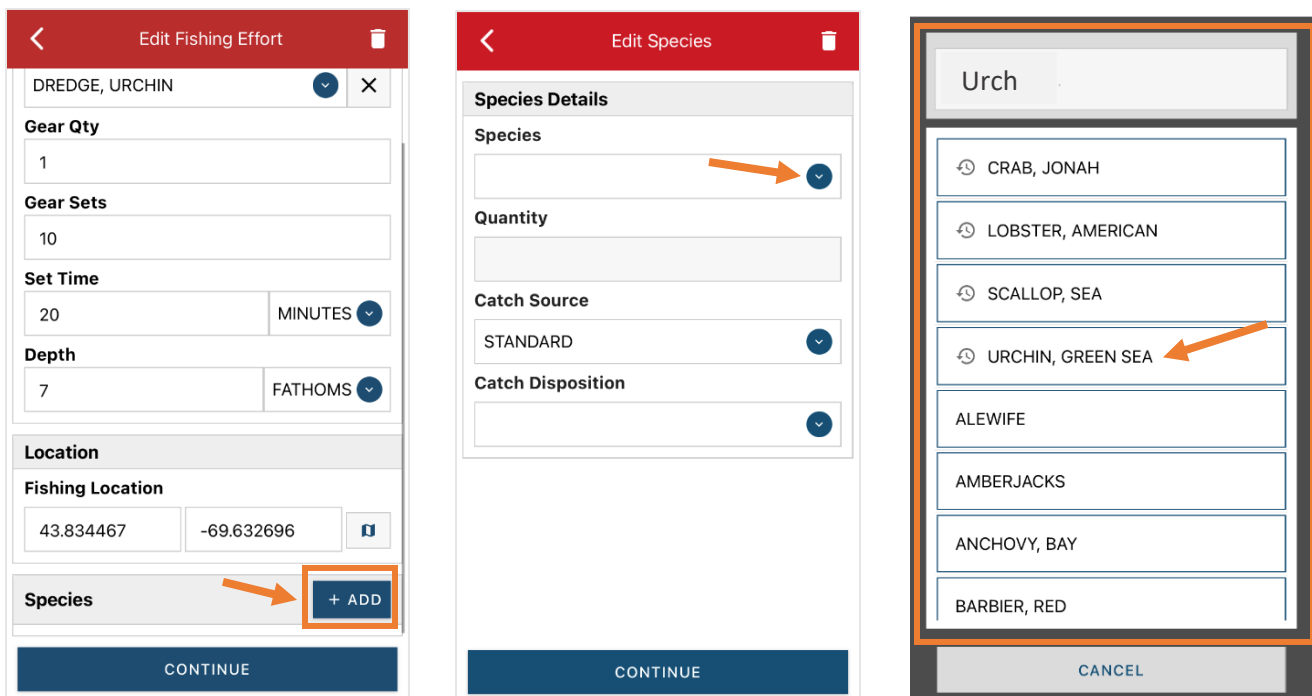 Edit Fishing Effort
DREDGE, URCHIN
Gear Qty
1
Gear Sets
10
Set Time
20
MINUTES
Depth
7
FATHOMS
Location
Fishing Location
43.834467
-69.632696
Species
+ ADD
CONTINUE
Edit Species
Species Details
Species
Quantity
Catch Source
STANDARD
Catch Disposition
CONTINUE
Urch
CRAB, JONAH
LOBSTER, AMERICAN
SCALLOP, SEA
URCHIN, GREEN SEA
ALEWIFE
AMBERJACKS
ANCHOVY, BAY
BARBIER, RED
CANCEL